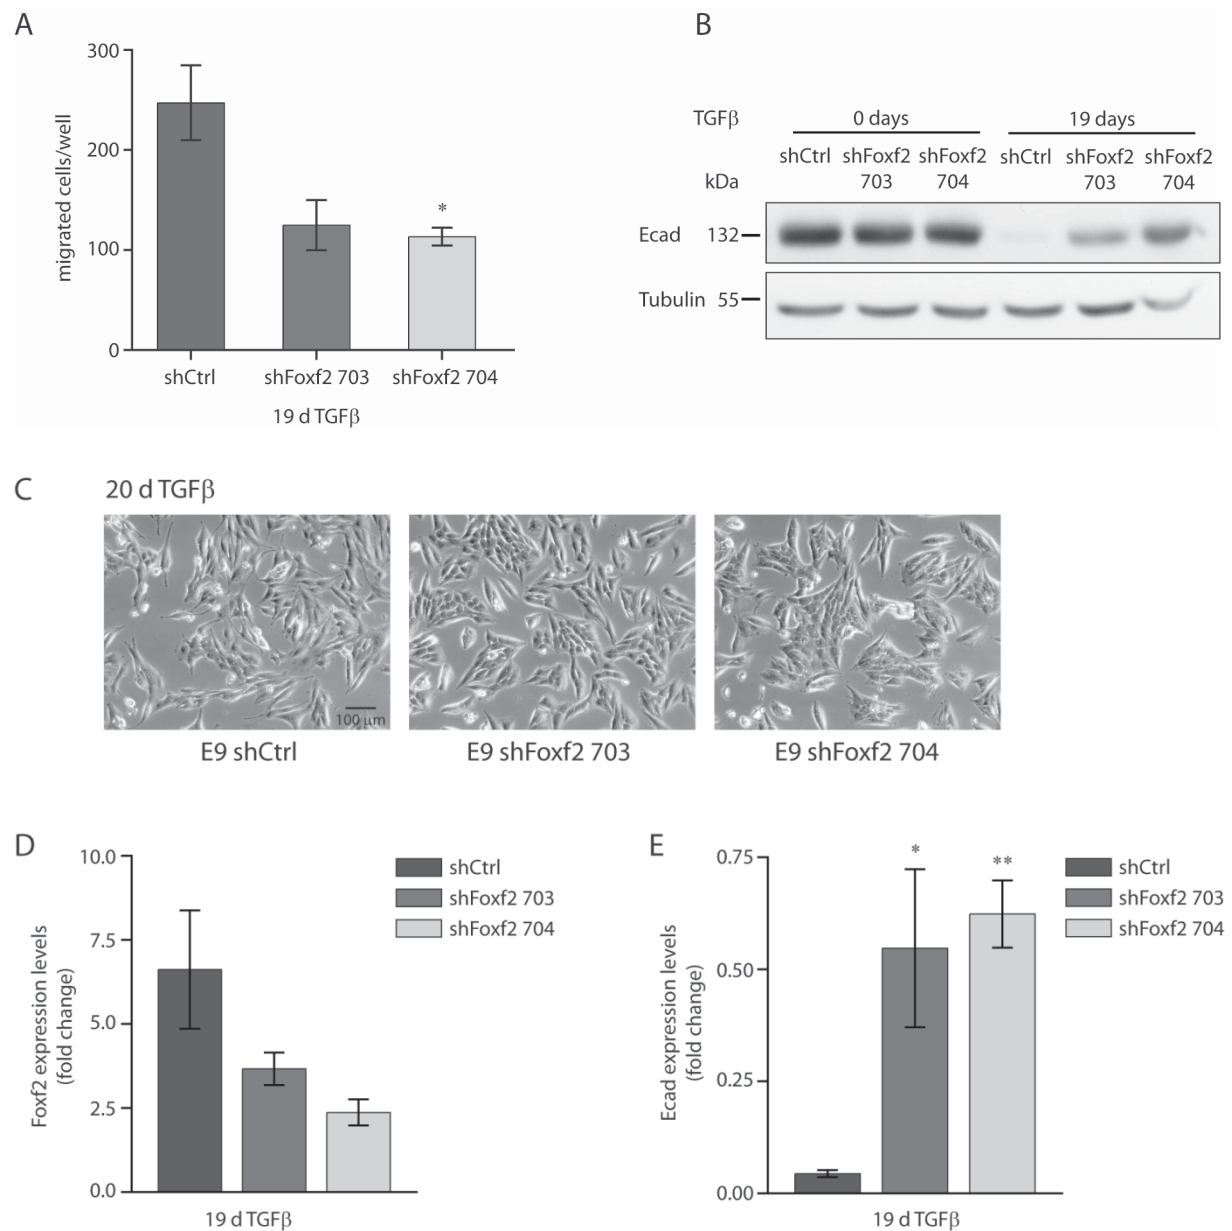 A
300
200
100
0
migrated cells/well
*
shCtrl shFoxf2 703 shFoxf2 704
19 d TGFβ
B
TGFβ 0 days 19 days
shCtrl shFoxf2 shFoxf2 shCtrl shFoxf2 shFoxf2
kDa 703 704 703 704
Ecad 132
Tubulin 55
C 20 d TGFβ
100 μm
E9 shCtrl E9 shFoxf2 703 E9 shFoxf2 704
D
10.0
7.5
5.0
2.5
0.0
Foxf2 expression levels
(fold change)
shCtrl
shFoxf2 703
shFoxf2 704
19 d TGFβ
E
0.75
0.50
0.25
0.00
Ecad expression levels
(fold change)
* **
shCtrl
shFoxf2 703
shFoxf2 704
19 d TGFβ